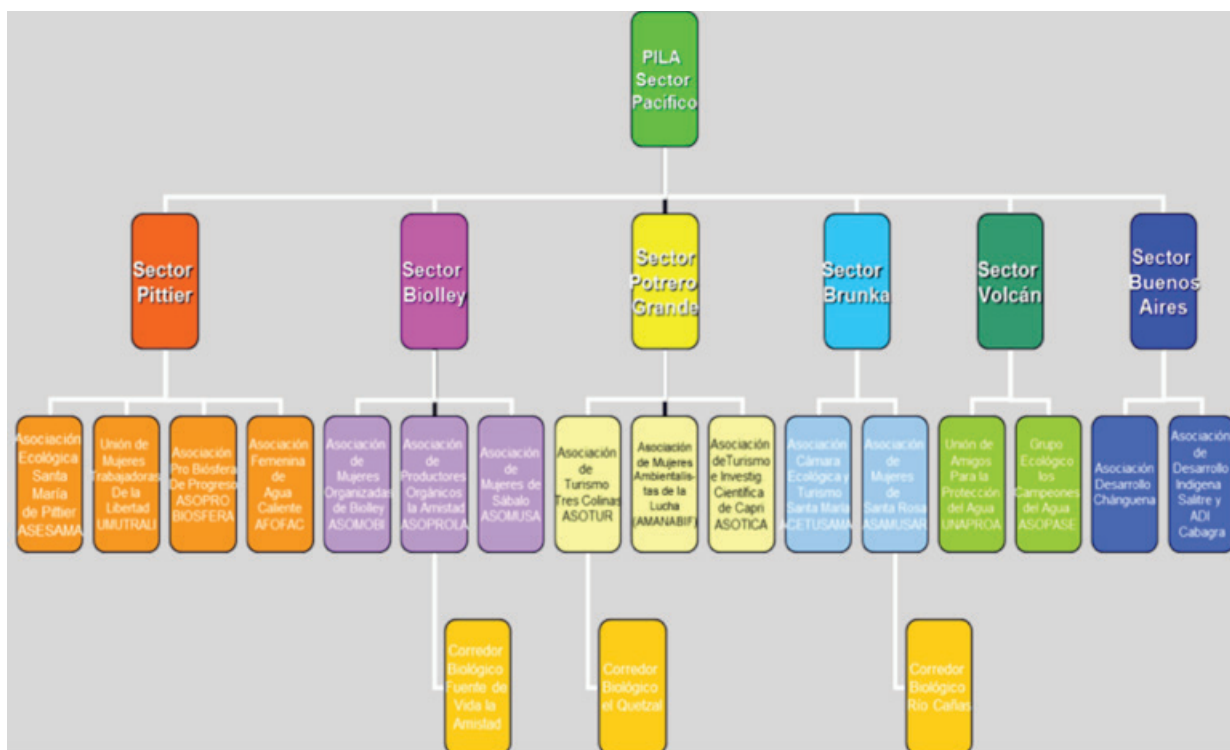 PILA
Sector
Pacífico
Sector
Pittier
Sector
Biolley
Sector
Potrero
Grande
Sector
Brunka
Sector
Volcán
Sector
Buenos
Aires
Asociación
Ecológica
Santa
María
de Pittier
ASESAMA
Unión de
Mujeres
Trabajadoras
De la
Libertad
UMUTRALI
Asociación
Pro Biósfera
De Progreso
ASOPRO
BIOSFERA
Asociación
Femenina
de
Agua
Caliente
AFOFAC
Asociación
de
Mujeres
Organizadas
de Biolley
ASOMOBI
Asociación
de
Productores
Orgánicos
la Amistad
ASOPROLA
Asociación
de
Mujeres de
Sábalo
ASOMUSA
Asociación
de
Turismo
Tres Colinas
ASOTUR
Asociación
de Mujeres
Ambientalis-
tas de la
Lucha
(AMANABIF)
Asociación
de Turismo
e Investig.
Científica
de Capri
ASOTICA
Asociación
Cámara
Ecológica y
Turismo
Santa María
ACETUSAMA
Asociación
de
Mujeres
de
Santa Rosa
ASAMUSAR
Unión de
Amigos
Para la
Protección
del Agua
UNAPROA
Grupo
Ecológico
los
Campeones
del Agua
ASOPASE
Asociación
Desarrollo
Chánguena
Asociación
de
Desarrollo
Indígena
Salitre y
ADI
Cabagra
Corredor
Biológico
Fuente de
Vida la
Amistad
Corredor
Biológico
el Quetzal
Corredor
Biológico
Río Cañas